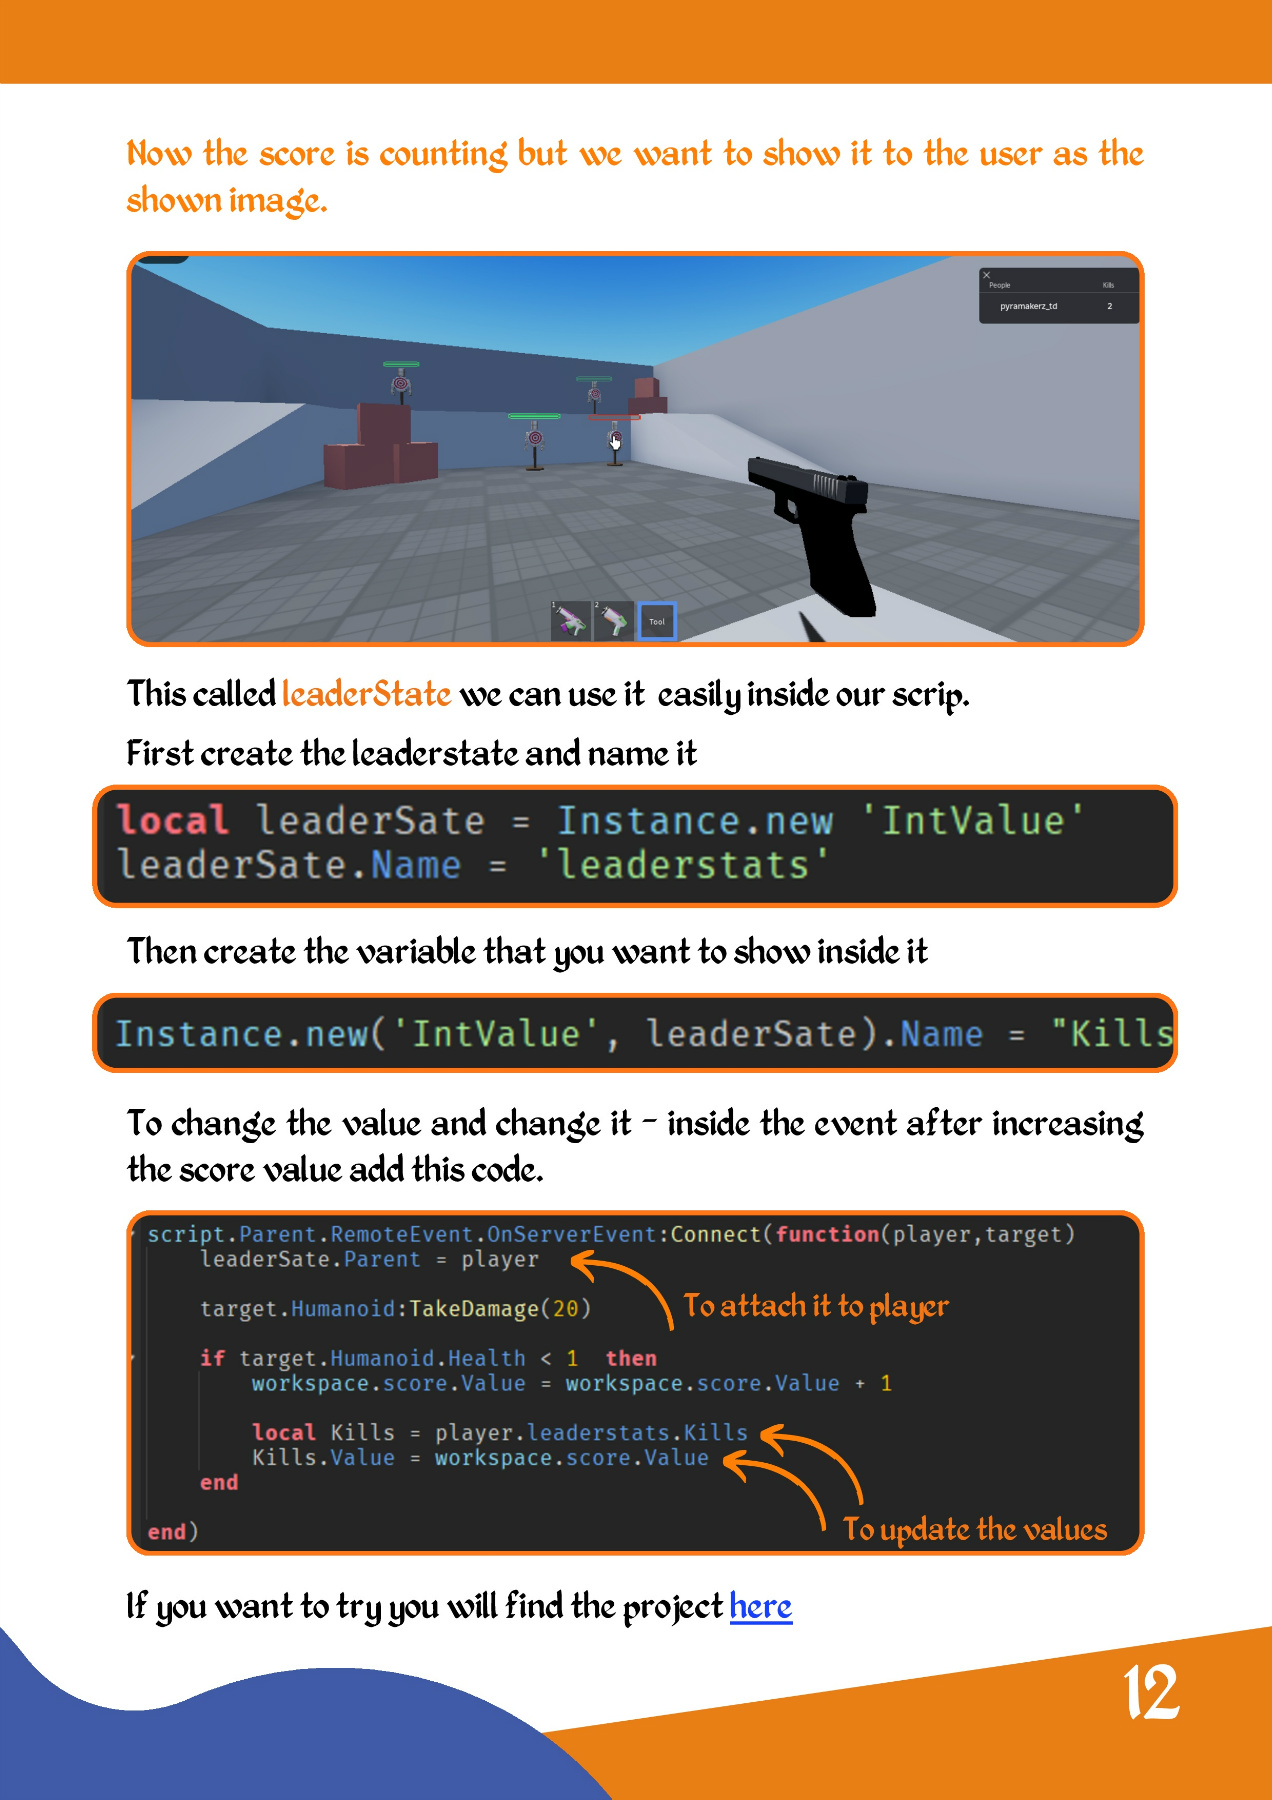 Now the score is counting but we want to show it to the user as the
shown image.
People Kills
pyramakerz_td 2
1 2 Tool
This called leaderState we can use it easily inside our scrip.
First create the leaderstate and name it
local leaderSate = Instance.new 'IntValue'
leaderSate.Name = 'leaderstats'
Then create the variable that you want to show inside it
Instance.new('IntValue', leaderSate).Name = "Kills
To change the value and change it - inside the event after increasing
the score value add this code.
script.Parent.RemoteEvent.OnServerEvent:Connect(function(player,target)
leaderSate.Parent = player
To attach it to player
target.Humanoid:TakeDamage(20)
if target.Humanoid.Health < 1 then
workspace.score.Value = workspace.score.Value + 1
local Kills = player.leaderstats.Kills
Kills.Value = workspace.score.Value
end
To update the values
end)
If you want to try you will find the project here
12